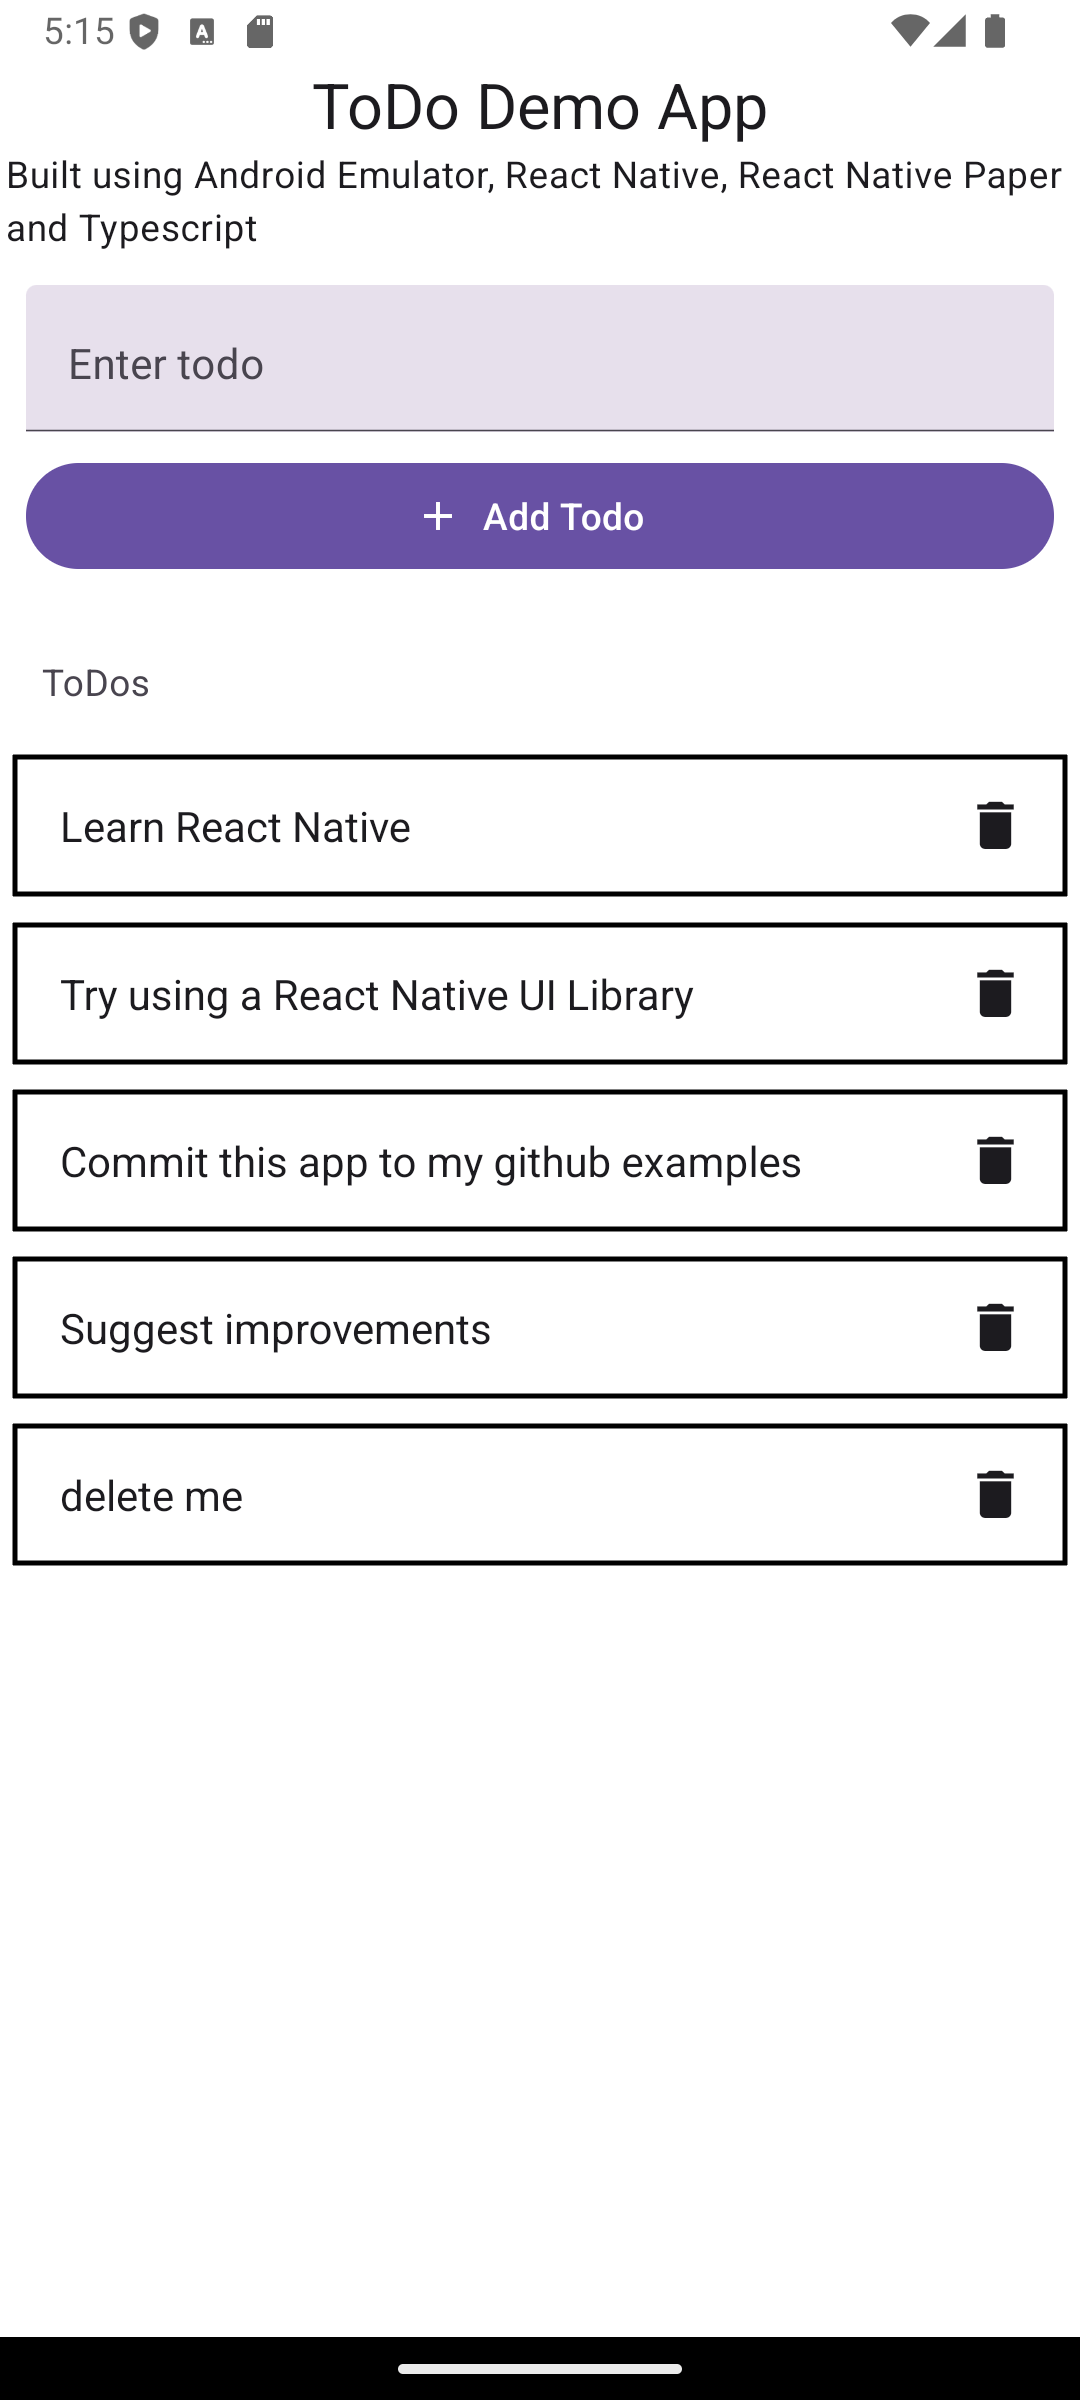 5:15
ToDo Demo App
Built using Android Emulator, React Native, React Native Paper
and Typescript
Enter todo
+ Add Todo
ToDos
Learn React Native
Try using a React Native UI Library
Commit this app to my github examples
Suggest improvements
delete me